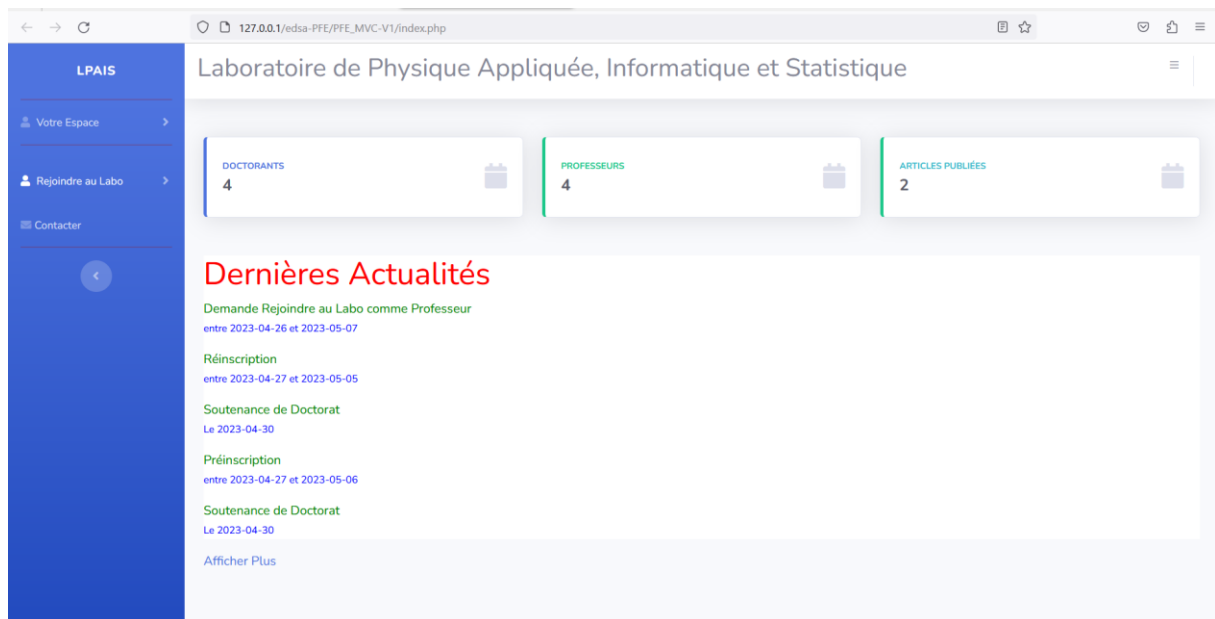 127.0.0.1/edsa-PFE/PFE_MVC-V1/index.php
LPAIS
Laboratoire de Physique Appliquée, Informatique et Statistique
Votre Espace
Rejoindre au Labo
Contacter
DOCTORANTS
4
PROFESSEURS
4
ARTICLES PUBLIÉES
2
Dernières Actualités
Demande Rejoindre au Labo comme Professeur
entre 2023-04-26 et 2023-05-07
Réinscription
entre 2023-04-27 et 2023-05-05
Soutenance de Doctorat
Le 2023-04-30
Préinscription
entre 2023-04-27 et 2023-05-06
Soutenance de Doctorat
Le 2023-04-30
Afficher Plus